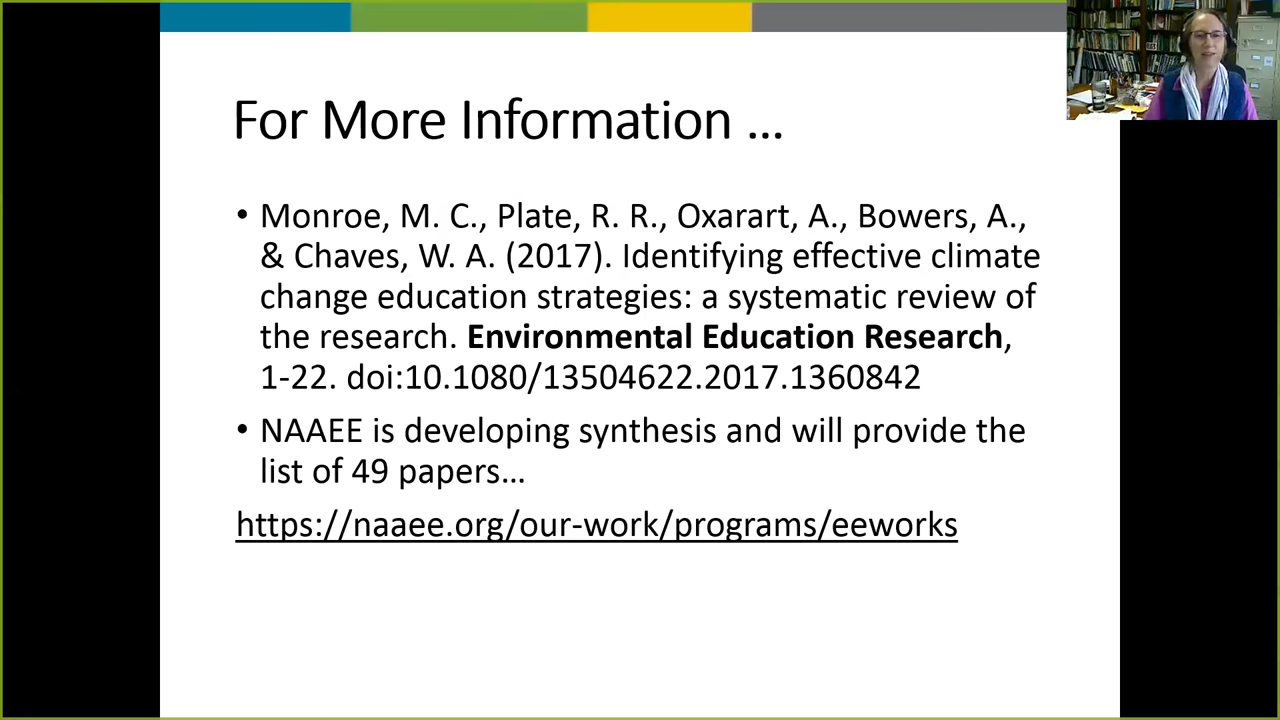 For More Information ...
• Monroe, M. C., Plate, R. R., Oxarart, A., Bowers, A.,
& Chaves, W. A. (2017). Identifying effective climate
change education strategies: a systematic review of
the research. Environmental Education Research,
1-22. doi:10.1080/13504622.2017.1360842
• NAAEE is developing synthesis and will provide the
list of 49 papers…
https://naaee.org/our-work/programs/eeworks